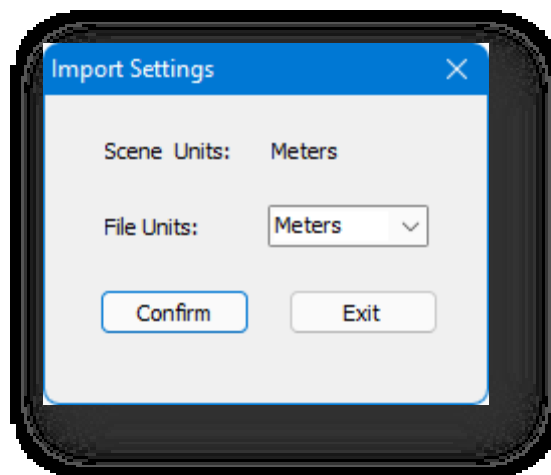 Import Settings
Scene Units: Meters
File Units: Meters
Confirm Exit